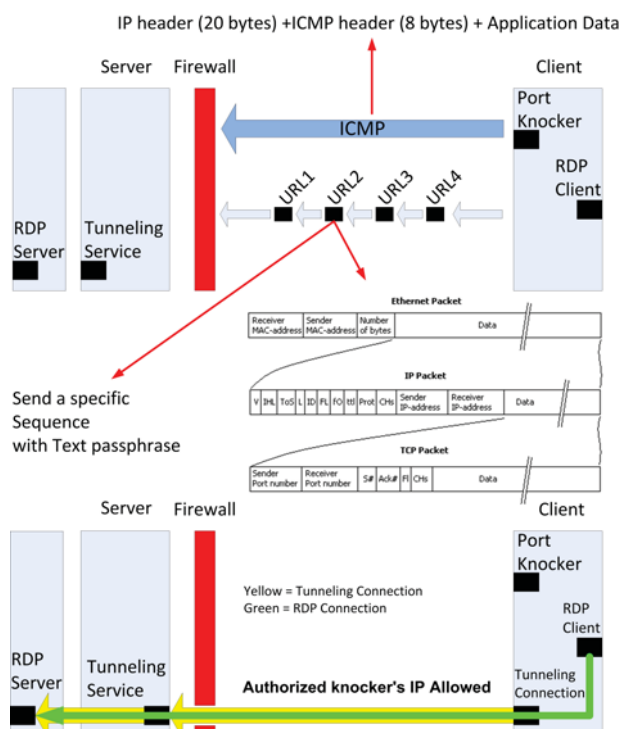 IP header (20 bytes) +ICMP header (8 bytes) + Application Data
Server
Firewall
Client
Port
Knocker
ICMP
RDP
Client
URL1
URL2
URL3
URL4
RDP
Server
Tunneling
Service
Ethernet Packet
Receiver
MAC-address
Sender
MAC-address
Number
of bytes
Data
Send a specific
Sequence
with Text passphrase
IP Packet
V IHL ToS L ID FL fO ttl Prot CHs
Sender
IP-address
Receiver
IP-address
Data
TCP Packet
Sender
Port number
Receiver
Port number
S# Ack# Fl CHs
Data
Server
Firewall
Client
Port
Knocker
Yellow = Tunneling Connection
Green = RDP Connection
RDP
Client
RDP
Server
Tunneling
Service
Authorized knocker's IP Allowed
Tunneling
Connection